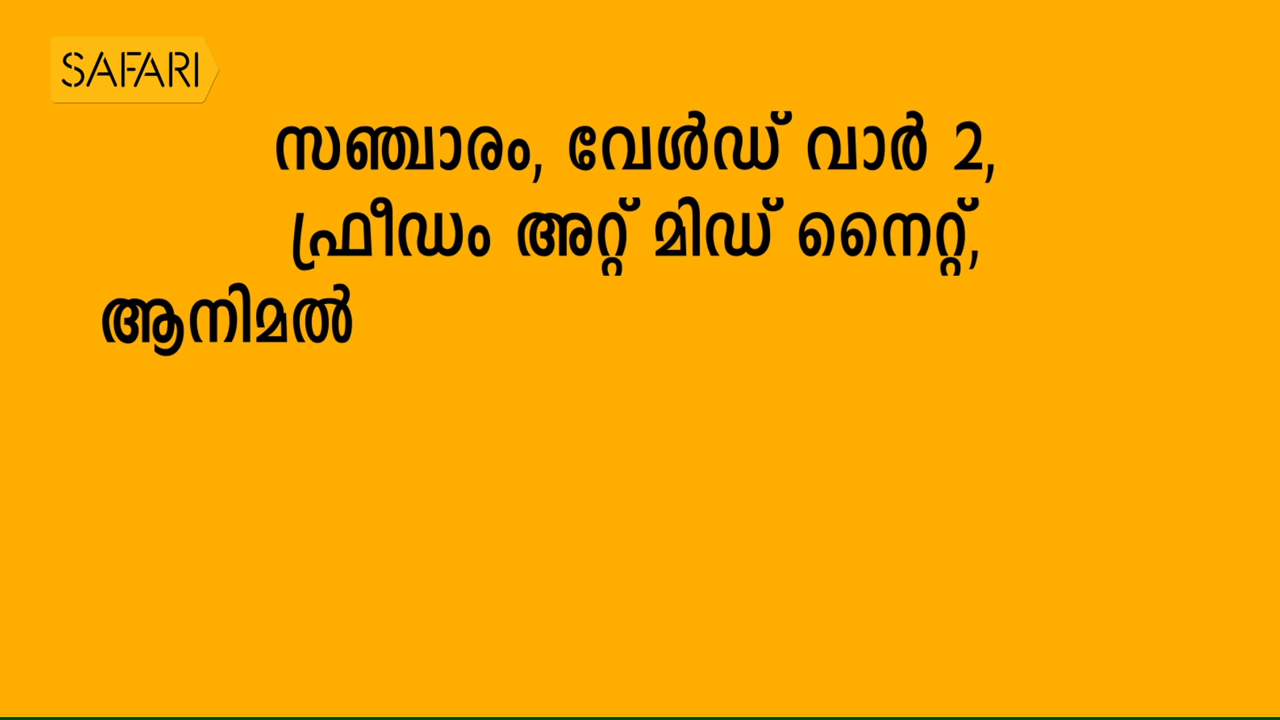 SAFARI
സഞ്ചാരം, വേൾഡ് വാർ 2,
ഫ്രീഡം അറ്റ് മിഡ് നൈറ്റ്,
ആനിമൽ